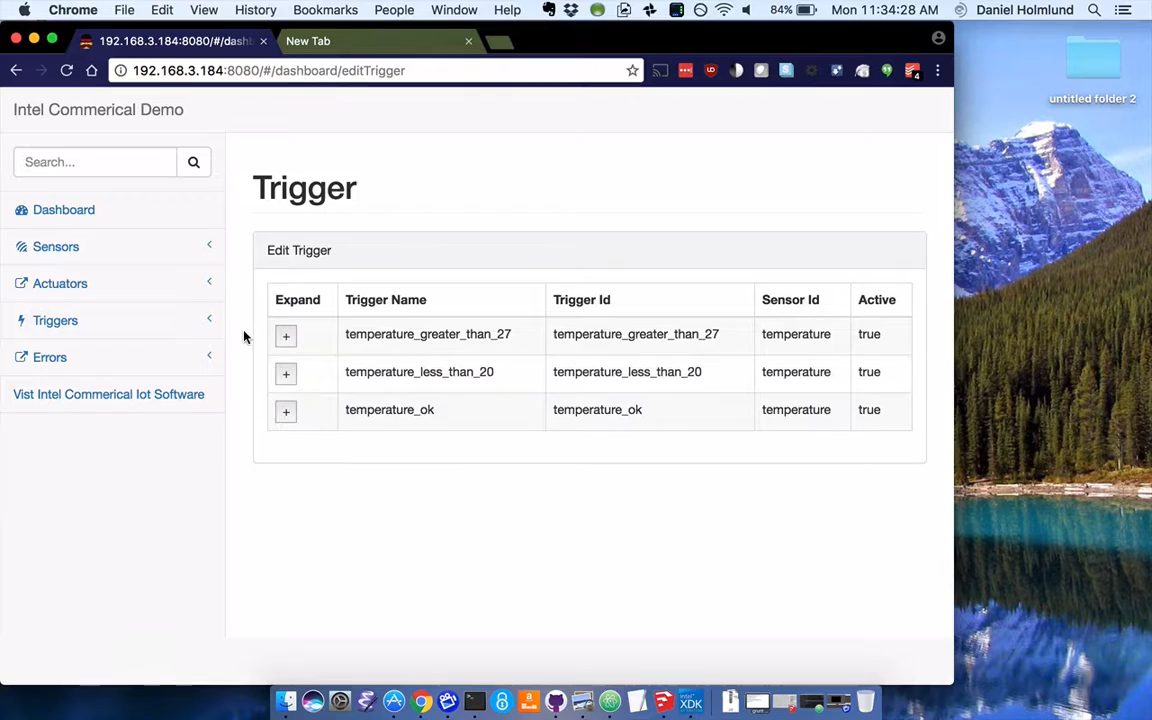 Chrome File Edit View History Bookmarks People Window Help 84% Mon 11:34:28 AM Daniel Holmlund
192.168.3.184:8080/#/dash New Tab
192.168.3.184:8080/#/dashboard/editTrigger
4
untitled folder 2
Intel Commerical Demo
Search...
Dashboard
Sensors
Actuators
Triggers
Errors
Vist Intel Commerical Iot Software
Trigger
Edit Trigger
Expand Trigger Name Trigger Id Sensor Id Active
+ temperature_greater_than_27 temperature_greater_than_27 temperature true
+ temperature_less_than_20 temperature_less_than_20 temperature true
+ temperature_ok temperature_ok temperature true
XDK